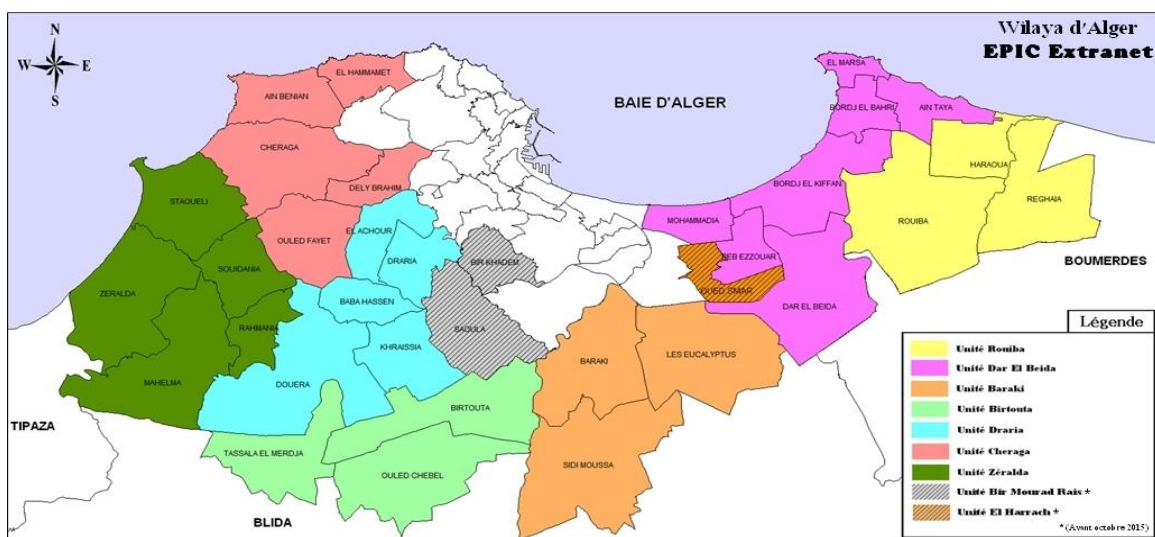 Wilaya d'Alger
EPIC Extranet
N
W E
S
EL HAMMAMET
AIN BENIAN
CHERAGA
DELY BRAHIM
OULED FAYET
STAOUELI
SOUIDANIA
ZERALDA
RAHMANIA
MAHELMA
EL ACHOUR
DRARIA
BABA HASSEN
KHRAISSIA
DOUERA
BIR KHADEM
SAOULA
BIRTOUTA
TASSALA EL MERDJA
OULED CHEBEL
BARAKI
LES EUCALYPTUS
SIDI MOUSSA
BAIE D'ALGER
EL MARSA
BORDJ EL BAHRI
AIN TAYA
BORDJ EL KIFFAN
MOHAMMADIA
BEB EZZOUAR
OUED SMAR
DAR EL BEIDA
HARAOUA
ROUIBA
REGHAIA
BOUMERDES
TIPAZA
BLIDA
Légende
Unité Rouiba
Unité Dar El Beida
Unité Baraki
Unité Birtouta
Unité Draria
Unité Cheraga
Unité Zéralda
Unité Bir Mourad Rais *
Unité El Harrach *
* (Avant octobre 2015)